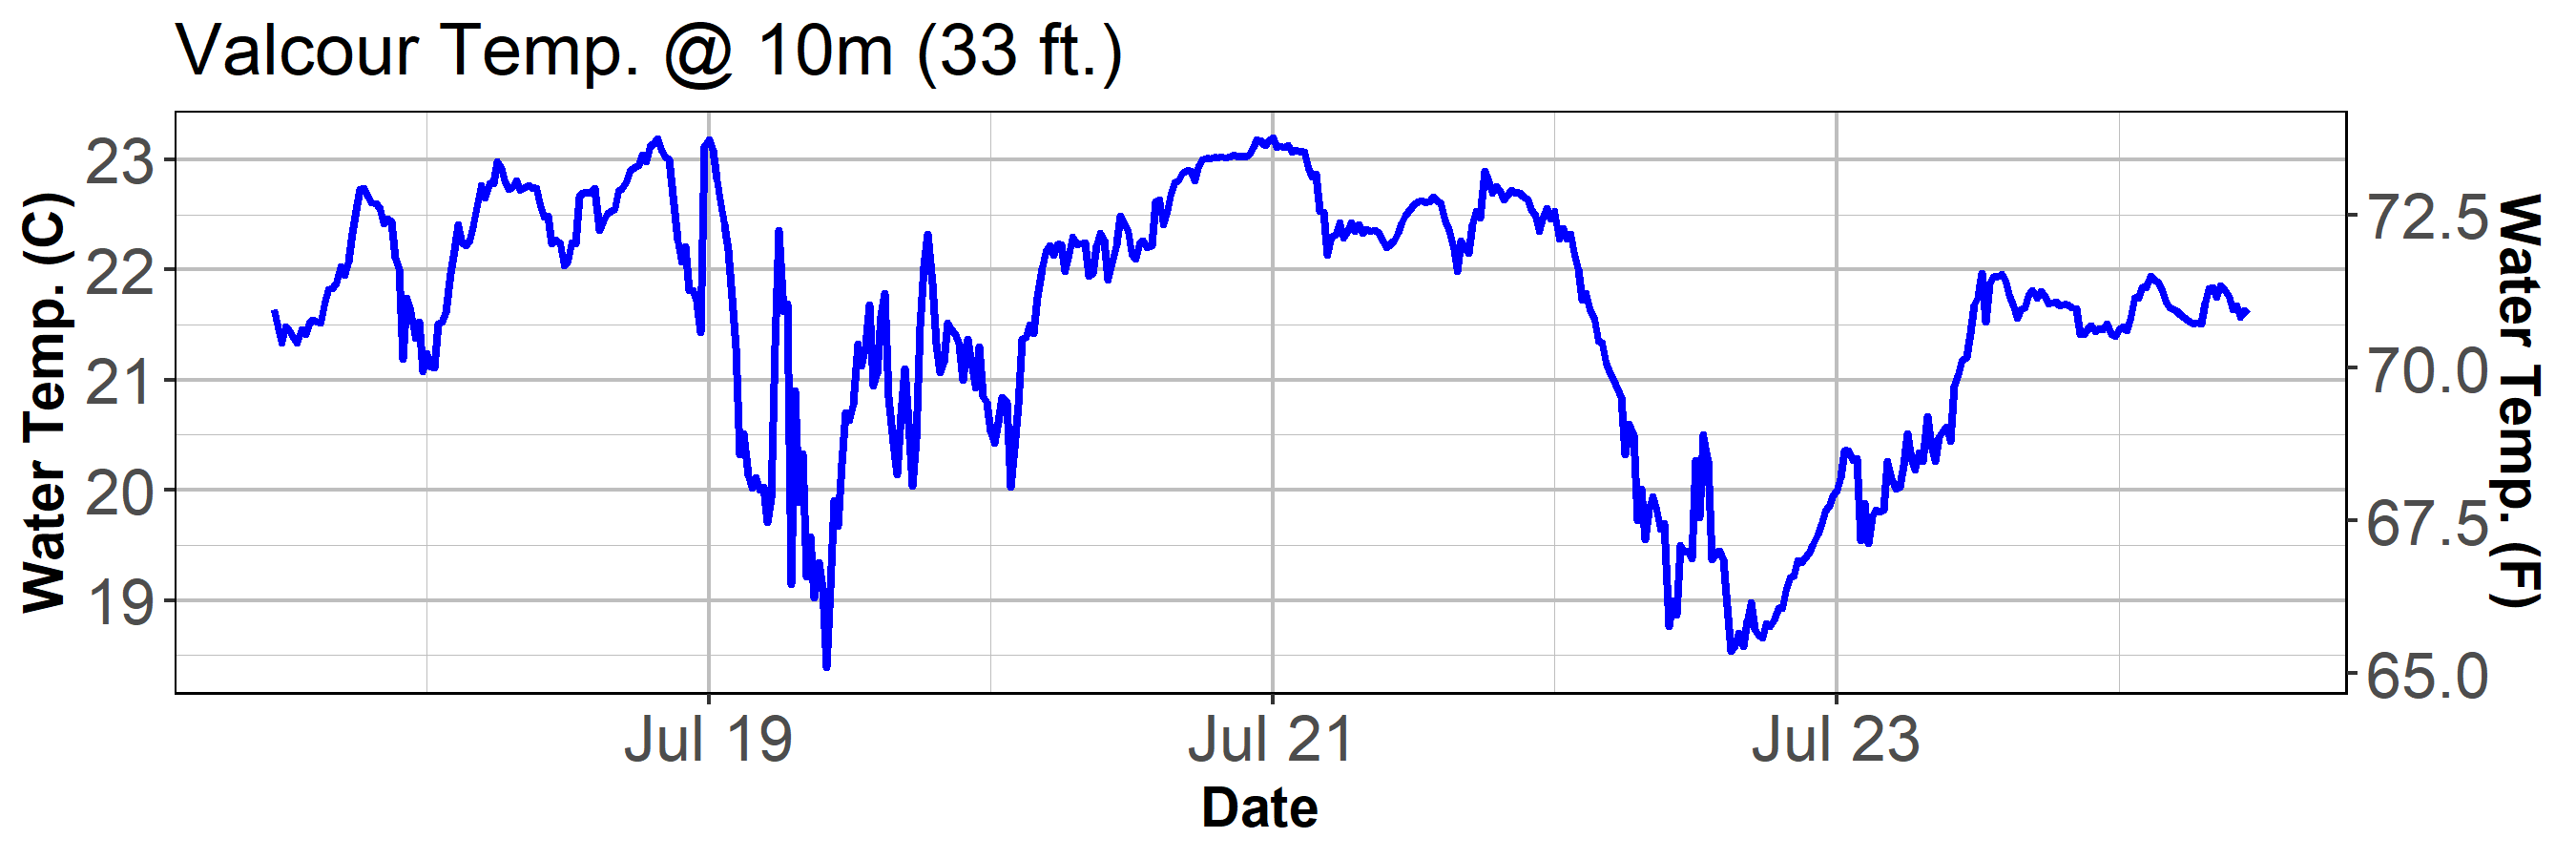 Valcour Temp. @ 10m (33 ft.)
Water Temp. (C)
23
22
21
20
19
72.5
70.0
67.5
65.0
Water Temp. (F)
Jul 19
Jul 21
Jul 23
Date